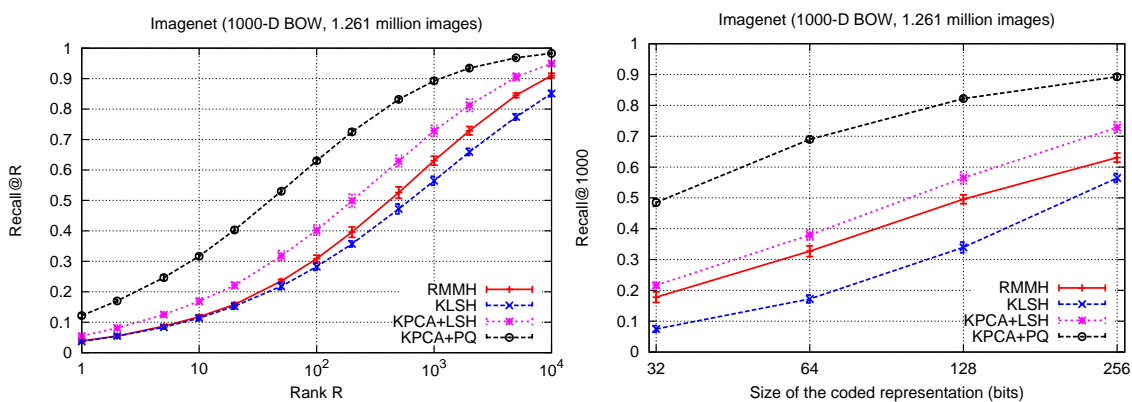 Imagenet (1000-D BOW, 1.261 million images)
Recall@R
1
0.9
0.8
0.7
0.6
0.5
0.4
0.3
0.2
0.1
0
RMMH
KLSH
KPCA+LSH
KPCA+PQ
1 10 10² 10³ 10⁴
Rank R
Imagenet (1000-D BOW, 1.261 million images)
Recall@1000
1
0.9
0.8
0.7
0.6
0.5
0.4
0.3
0.2
0.1
0
RMMH
KLSH
KPCA+LSH
KPCA+PQ
32 64 128 256
Size of the coded representation (bits)